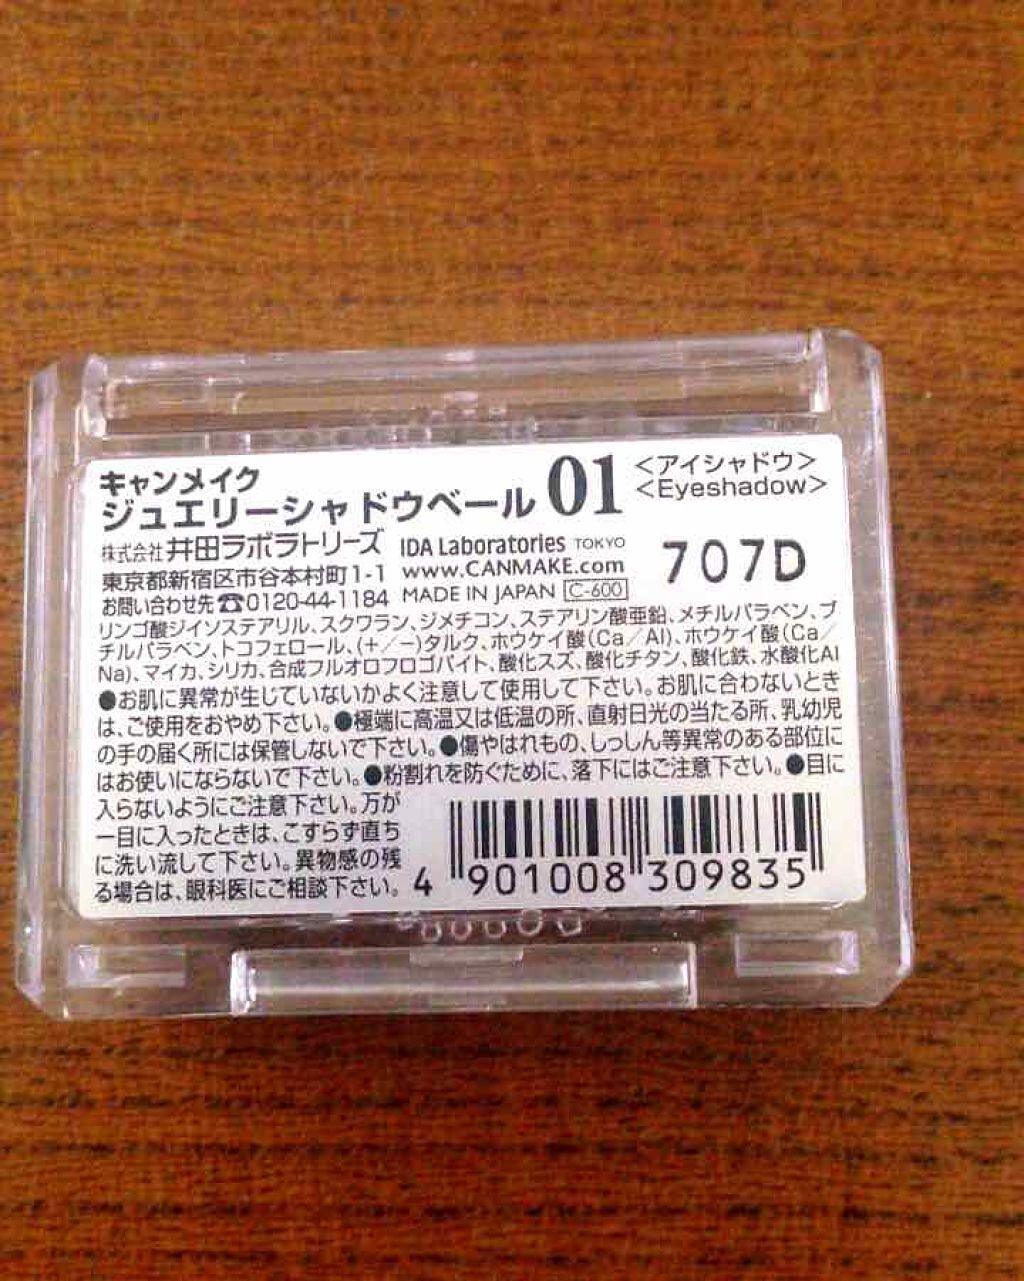 キャンメイク
ジュエリーシャドウベール 01 <アイシャドウ>
<Eyeshadow>
株式会社 井田ラボラトリーズ IDA Laboratories TOKYO
東京都新宿区市谷本村町1-1 www.CANMAKE.com 707D
お問い合わせ先☎0120-44-1184 MADE IN JAPAN C-600
リンゴ酸ジイソステアリル、スクワラン、ジメチコン、ステアリン酸亜鉛、メチルパラベン、ブ
チルパラベン、トコフェロール、(+/−)タルク、ホウケイ酸(Ca/Al)、ホウケイ酸(Ca/
Na)、マイカ、シリカ、合成フルオロフロゴパイト、酸化スズ、酸化チタン、酸化鉄、水酸化Al
●お肌に異常が生じていないかよく注意して使用して下さい。お肌に合わないとき
は、ご使用をおやめ下さい。●極端に高温又は低温の所、直射日光の当たる所、乳幼児
の手の届く所には保管しないで下さい。●傷やはれもの、しっしん等異常のある部位に
はお使いにならないで下さい。●粉割れを防ぐために、落下にはご注意下さい。●目に
入らないようにご注意下さい。万が
一目に入ったときは、こすらず直ち
に洗い流して下さい。異物感の残
る場合は、眼科医にご相談下さい。
4 901008 309835